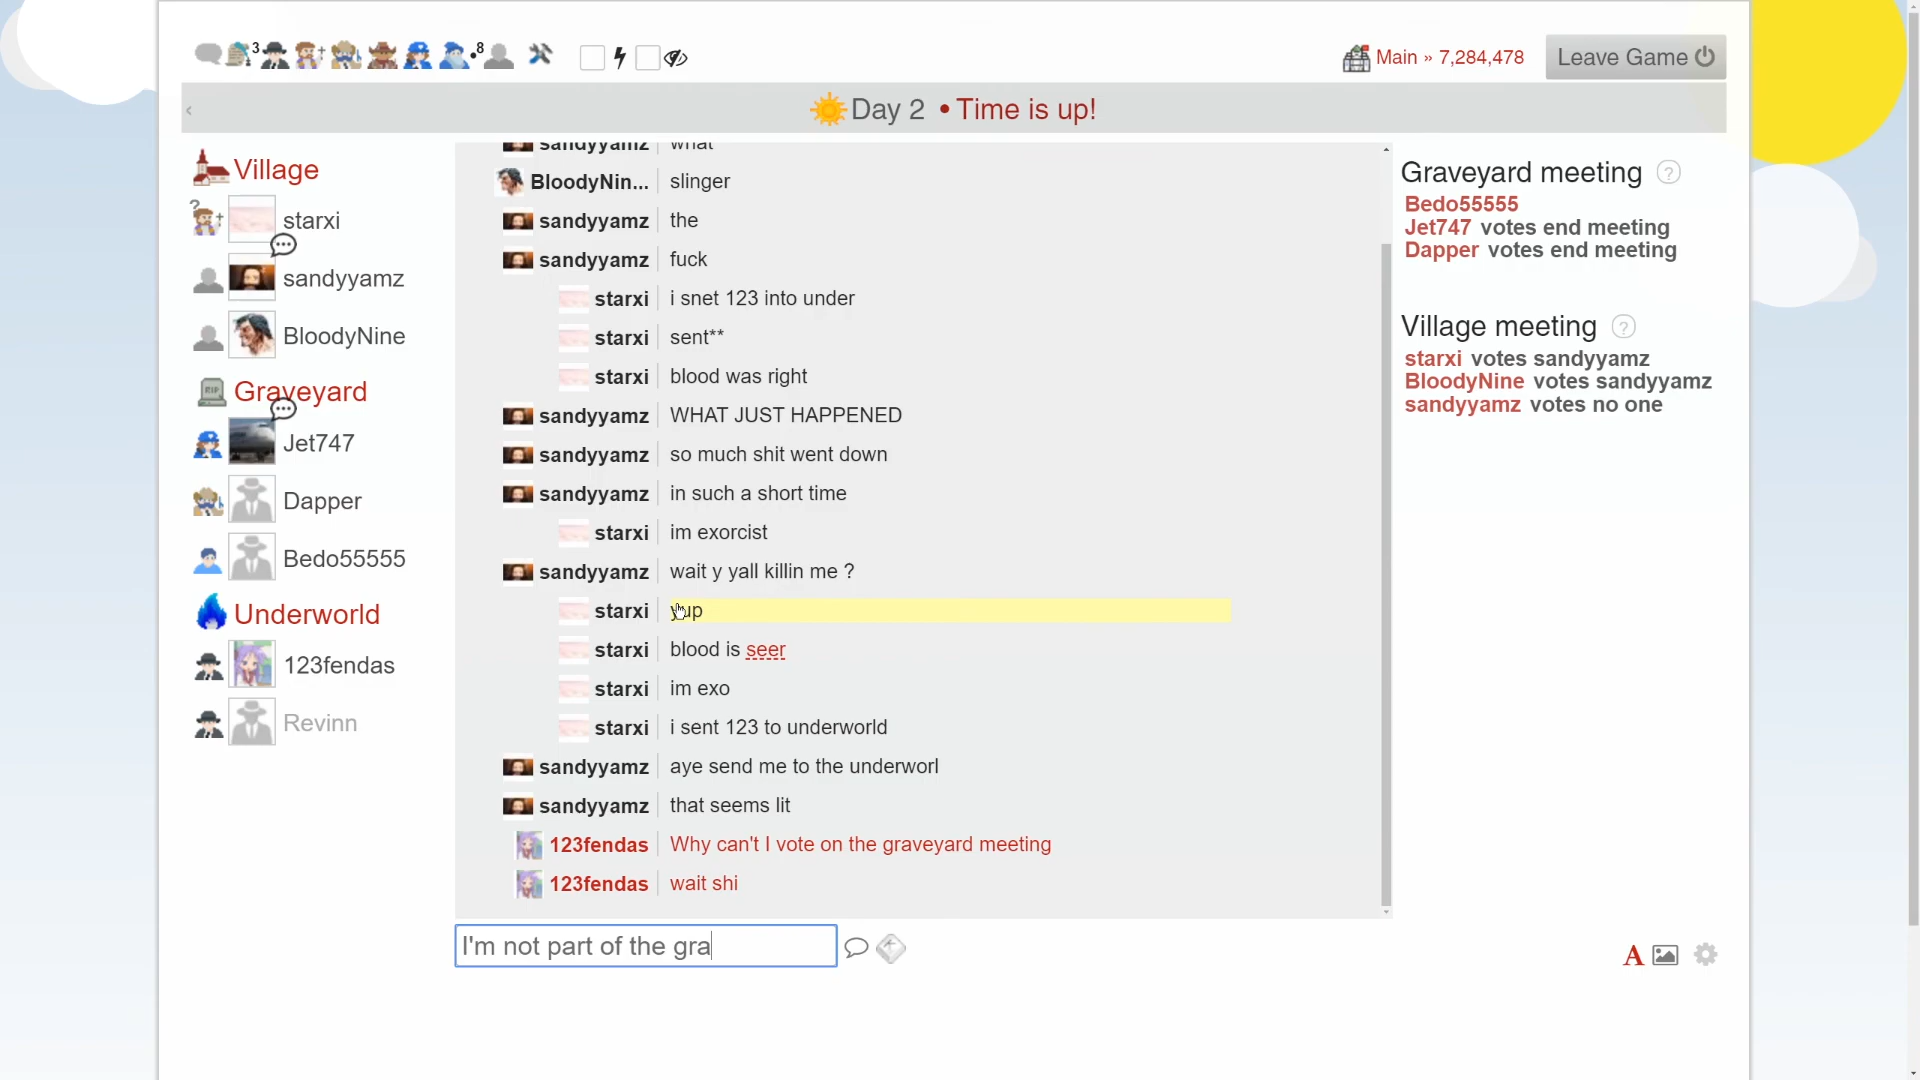 3
8
Main » 7,284,478
Leave Game
Day 2 • Time is up!
Village
?
starxi
sandyyamz
BloodyNine
Graveyard
RIP
Jet747
Dapper
Bedo55555
Underworld
123fendas
Revinn
sandyyamz what
BloodyNin... slinger
sandyyamz the
sandyyamz fuck
starxi i snet 123 into under
starxi sent**
starxi blood was right
sandyyamz WHAT JUST HAPPENED
sandyyamz so much shit went down
sandyyamz in such a short time
starxi im exorcist
sandyyamz wait y yall killin me ?
starxi yup
starxi blood is seer
starxi im exo
starxi i sent 123 to underworld
sandyyamz aye send me to the underworl
sandyyamz that seems lit
123fendas Why can't I vote on the graveyard meeting
123fendas wait shi
I'm not part of the gra
Graveyard meeting ?
Bedo55555
Jet747 votes end meeting
Dapper votes end meeting
Village meeting ?
starxi votes sandyyamz
BloodyNine votes sandyyamz
sandyyamz votes no one
A